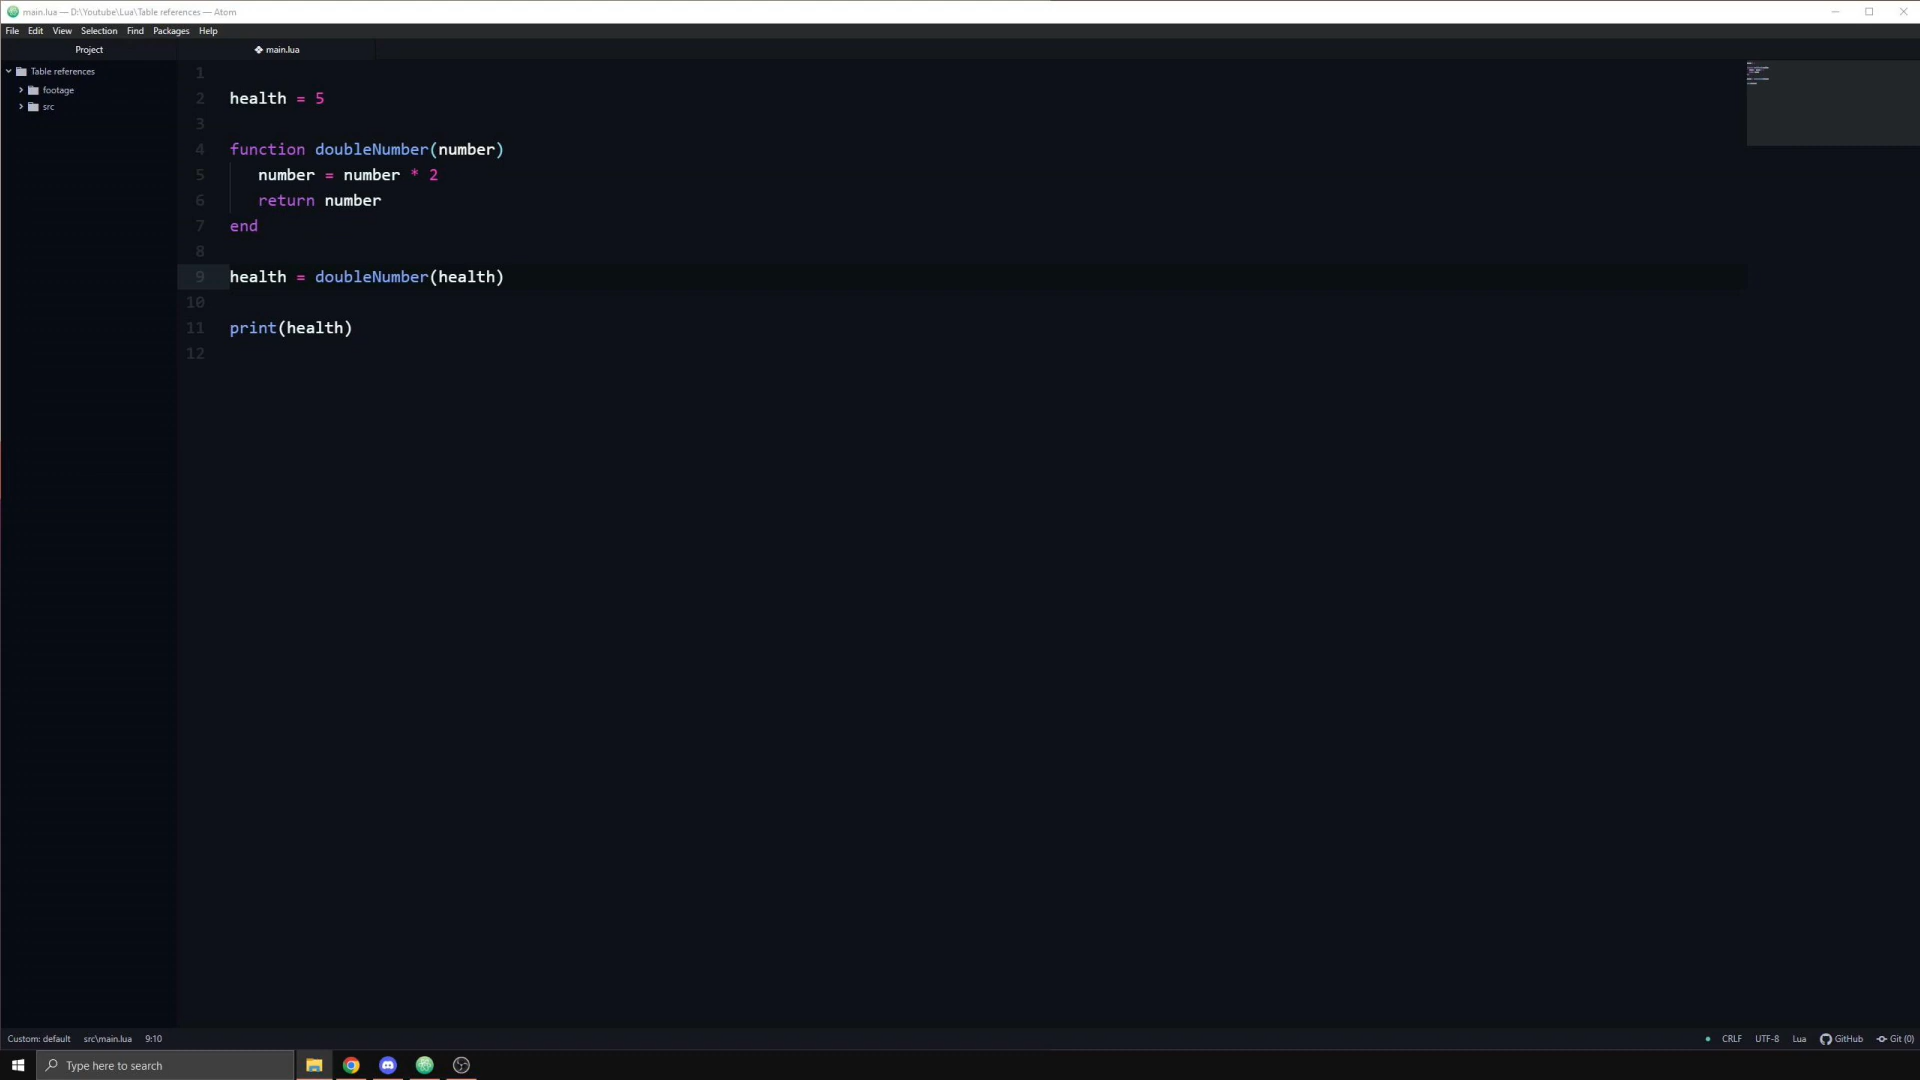 main.lua — D:\Youtube\Lua\Table references — Atom
File Edit View Selection Find Packages Help
Project
main.lua
Table references
footage
src
1
2 health = 5
3
4 function doubleNumber(number)
5 number = number * 2
6 return number
7 end
8
9 health = doubleNumber(health)
10
11 print(health)
12
Custom: default src\main.lua 9:10 CRLF UTF-8 Lua GitHub Git (0)
Type here to search